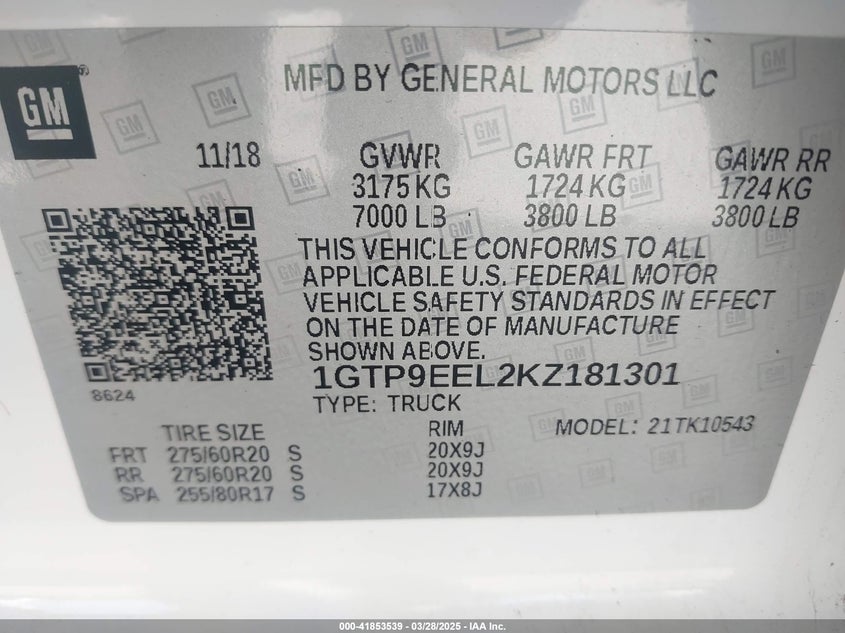 GM
MFD BY GENERAL MOTORS LLC
11/18 GVWR GAWR FRT GAWR RR
3175 KG 1724 KG 1724 KG
7000 LB 3800 LB 3800 LB
THIS VEHICLE CONFORMS TO ALL
APPLICABLE U.S. FEDERAL MOTOR
VEHICLE SAFETY STANDARDS IN EFFECT
ON THE DATE OF MANUFACTURE
SHOWN ABOVE.
1GTP9EEL2KZ181301
8624
TYPE: TRUCK
TIRE SIZE RIM MODEL: 21TK10543
FRT 275/60R20 S 20X9J
RR 275/60R20 S 20X9J
SPA 255/80R17 S 17X8J
000-41853539 | 03/28/2025 - IAA Inc.